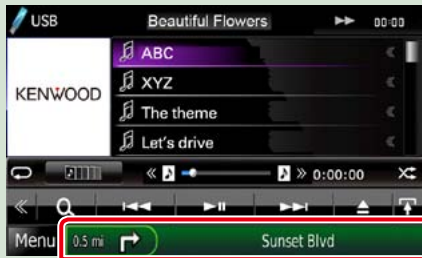 USB Beautiful Flowers 00:00
ABC
KENWOOD
XYZ
The theme
Let's drive
0:00:00
Menu 0.5 mi Sunset Blvd